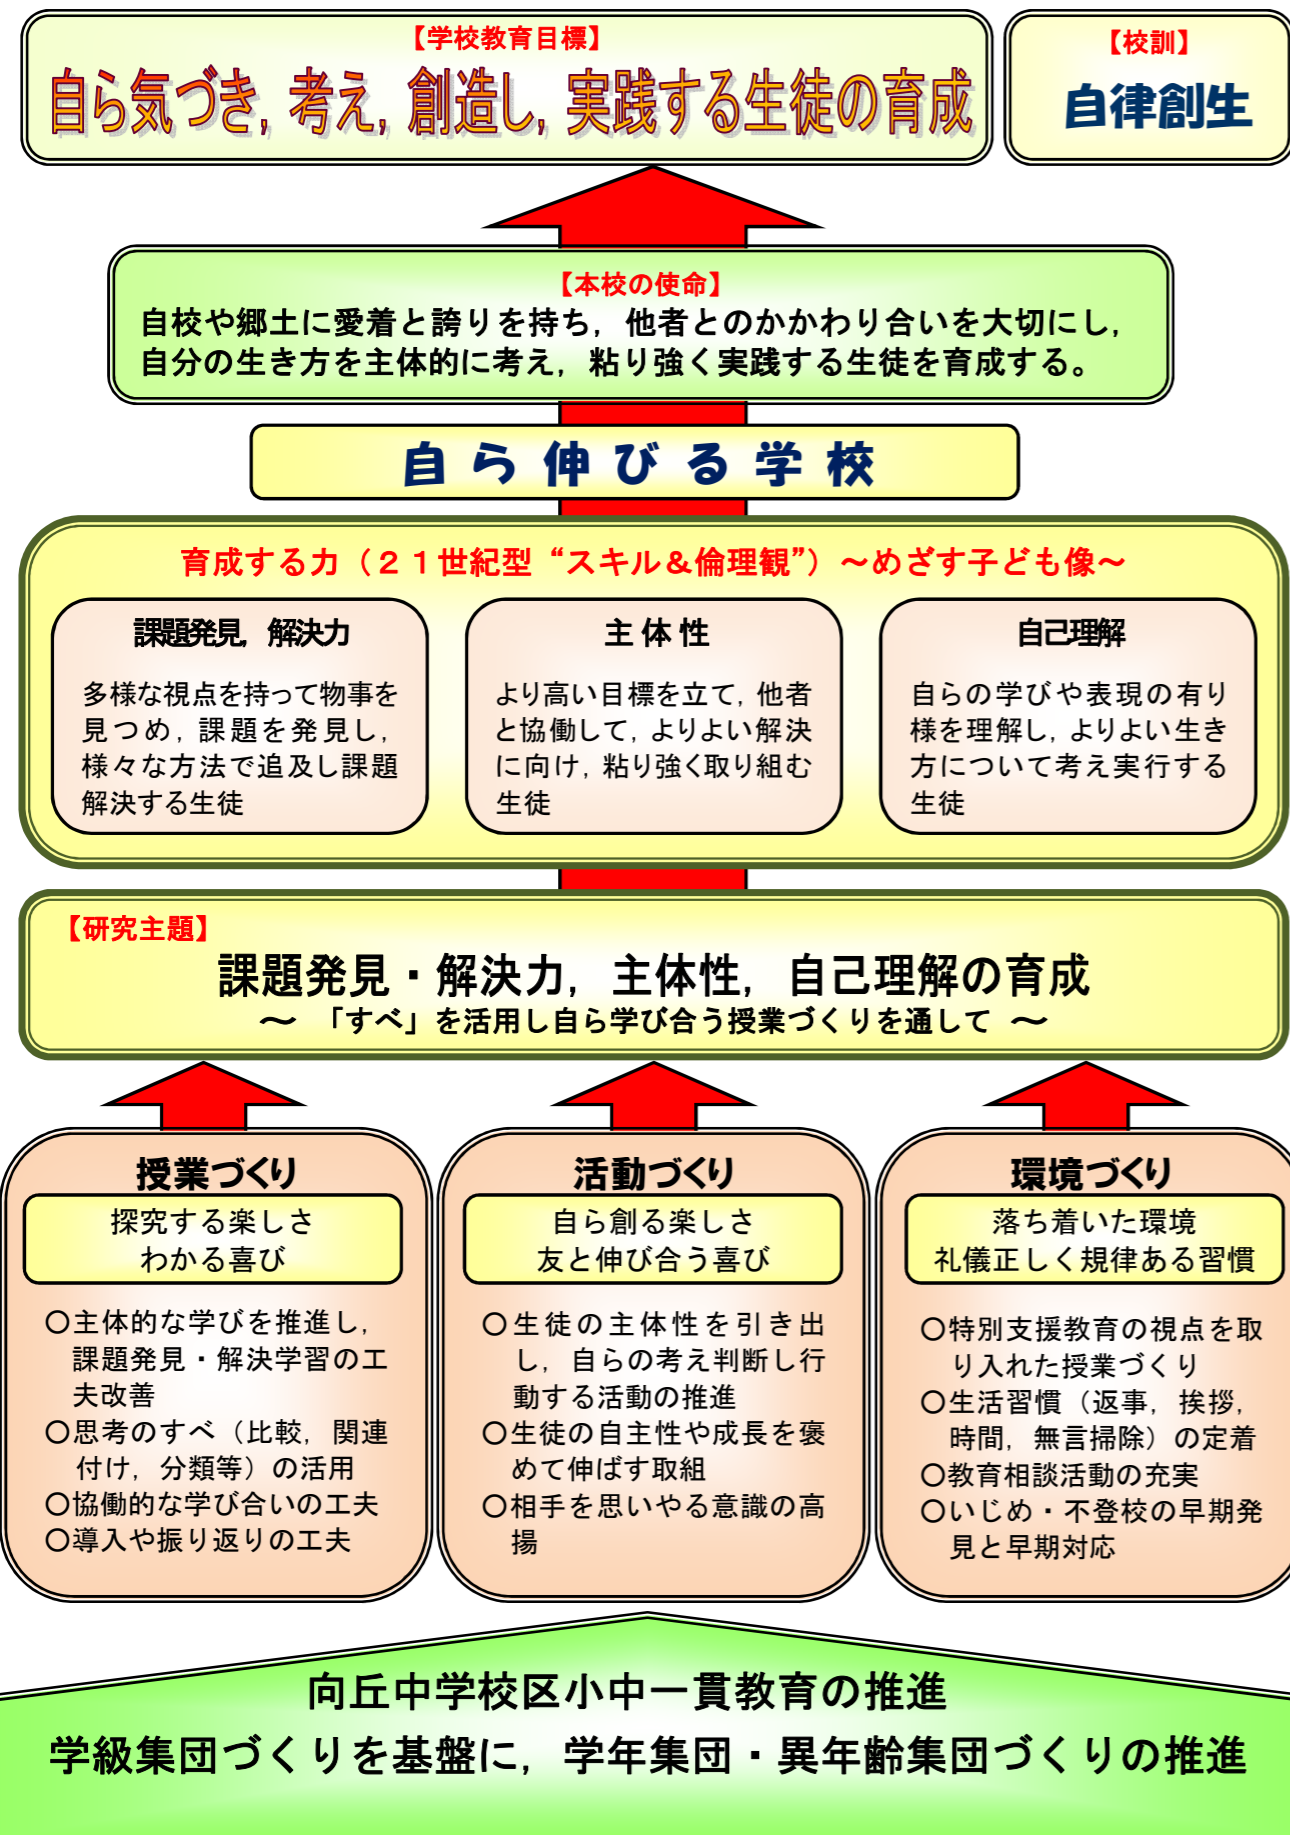 【学校教育目標】
自ら気づき，考え，創造し，実践する生徒の育成
【校訓】
自律創生
【本校の使命】
自校や郷土に愛着と誇りを持ち，他者とのかかわり合いを大切にし，
自分の生き方を主体的に考え，粘り強く実践する生徒を育成する。
自ら伸びる学校
育成する力（２１世紀型“スキル＆倫理観”）～めざす子ども像～
課題発見，解決力
多様な視点を持って物事を
見つめ，課題を発見し，
様々な方法で追及し課題
解決する生徒
主体性
より高い目標を立て，他者
と協働して，よりよい解決
に向け，粘り強く取り組む
生徒
自己理解
自らの学びや表現の有り
様を理解し，よりよい生き
方について考え実行する
生徒
【研究主題】
課題発見・解決力，主体性，自己理解の育成
～「すべ」を活用し自ら学び合う授業づくりを通して～
授業づくり
探究する楽しさ
わかる喜び
○主体的な学びを推進し，
課題発見・解決学習の工
夫改善
○思考のすべ（比較，関連
付け，分類等）の活用
○協働的な学び合いの工夫
○導入や振り返りの工夫
活動づくり
自ら創る楽しさ
友と伸び合う喜び
○生徒の主体性を引き出
し，自らの考え判断し行
動する活動の推進
○生徒の自主性や成長を褒
めて伸ばす取組
○相手を思いやる意識の高
揚
環境づくり
落ち着いた環境
礼儀正しく規律ある習慣
○特別支援教育の視点を取
り入れた授業づくり
○生活習慣（返事，挨拶，
時間，無言掃除）の定着
○教育相談活動の充実
○いじめ・不登校の早期発
見と早期対応
向丘中学校区小中一貫教育の推進
学級集団づくりを基盤に，学年集団・異年齢集団づくりの推進